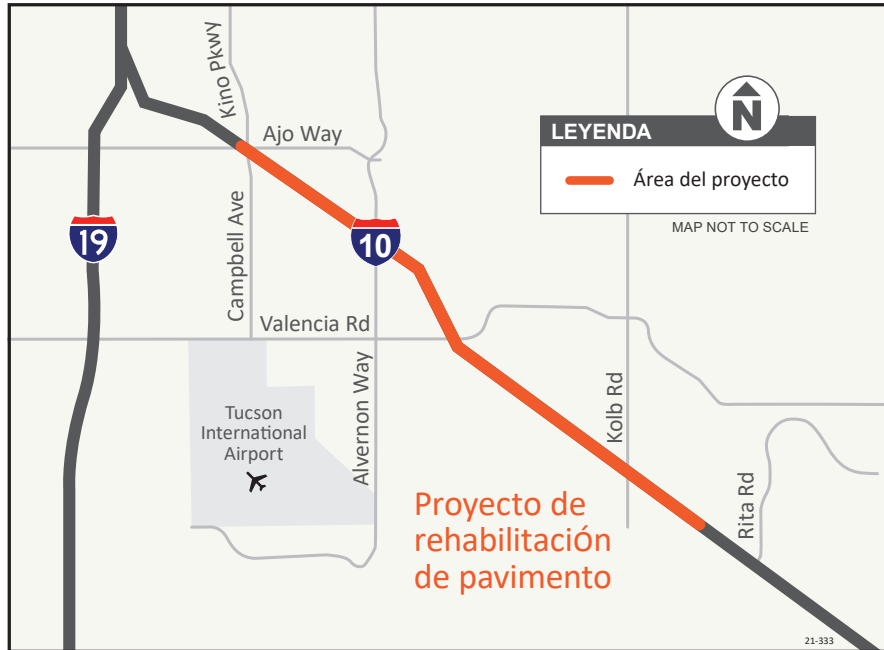 Kino Pkwy
Ajo Way
LEYENDA
N
Área del proyecto
MAP NOT TO SCALE
19
10
Campbell Ave
Valencia Rd
Alvernon Way
Kolb Rd
Tucson
International
Airport
Rita Rd
Proyecto de
rehabilitación
de pavimento
21-333